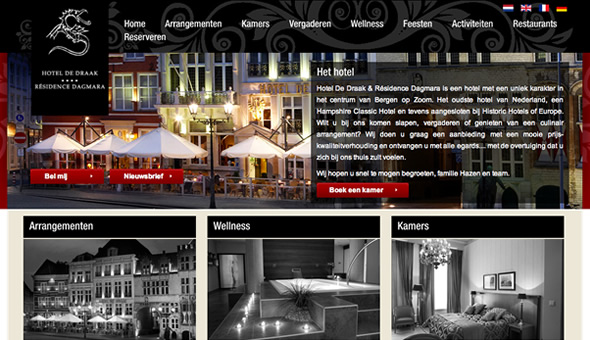 Home Arrangementen Kamers Vergaderen Wellness Feesten Activiteiten Restaurants
Reserveren
HOTEL DE DRAAK
****
RÉSIDENCE DAGMARA
Het hotel
Hotel De Draak & Résidence Dagmara is een hotel met een uniek karakter in
het centrum van Bergen op Zoom. Het oudste hotel van Nederland, een
Hampshire Classic Hotel en tevens aangesloten bij Historic Hotels of Europe.
Wilt u bij ons komen slapen, vergaderen of genieten van een culinair
arrangement? Wij doen u graag een aanbieding met een mooie prijs-
kwaliteitverhouding en ontvangen u met alle egards.... met de overtuiging dat u
zich bij ons thuis zult voelen.
Wij hopen u snel te mogen begroeten, familie Hazen en team.
Bel mij
Nieuwsbrief
Boek een kamer
Arrangementen
Wellness
Kamers